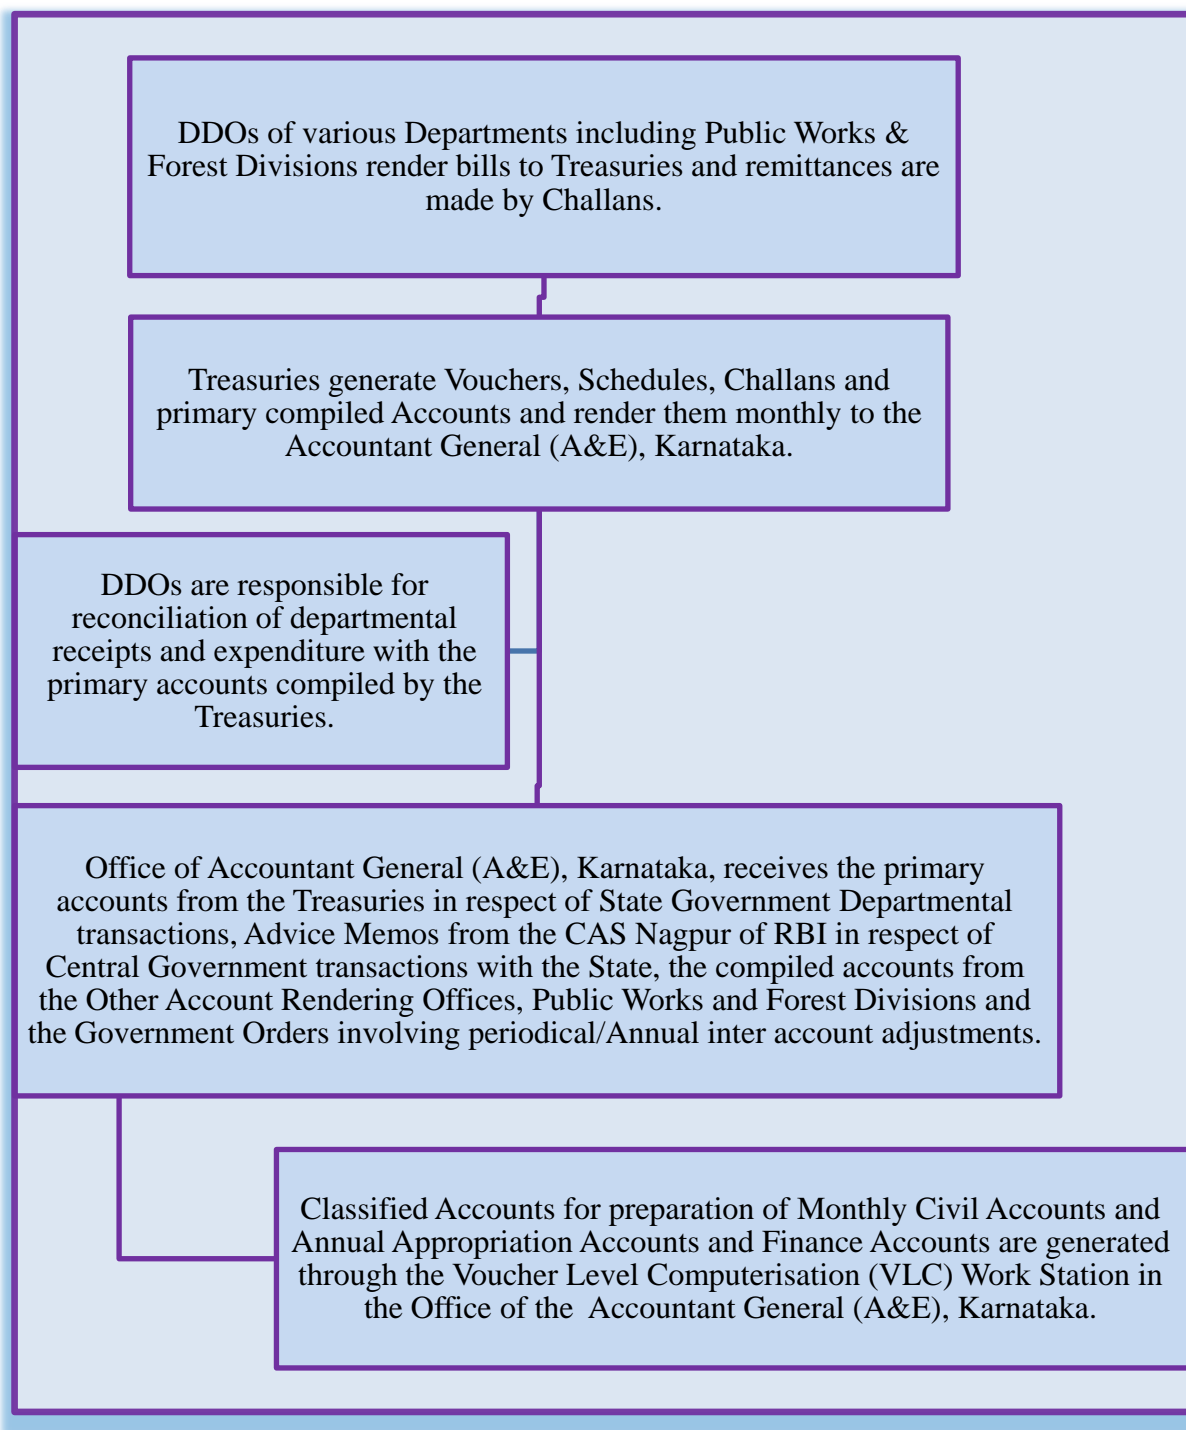 DDOs of various Departments including Public Works &
Forest Divisions render bills to Treasuries and remittances are
made by Challans.
Treasuries generate Vouchers, Schedules, Challans and
primary compiled Accounts and render them monthly to the
Accountant General (A&E), Karnataka.
DDOs are responsible for
reconciliation of departmental
receipts and expenditure with the
primary accounts compiled by the
Treasuries.
Office of Accountant General (A&E), Karnataka, receives the primary
accounts from the Treasuries in respect of State Government Departmental
transactions, Advice Memos from the CAS Nagpur of RBI in respect of
Central Government transactions with the State, the compiled accounts from
the Other Account Rendering Offices, Public Works and Forest Divisions and
the Government Orders involving periodical/Annual inter account adjustments.
Classified Accounts for preparation of Monthly Civil Accounts and
Annual Appropriation Accounts and Finance Accounts are generated
through the Voucher Level Computerisation (VLC) Work Station in
the Office of the Accountant General (A&E), Karnataka.